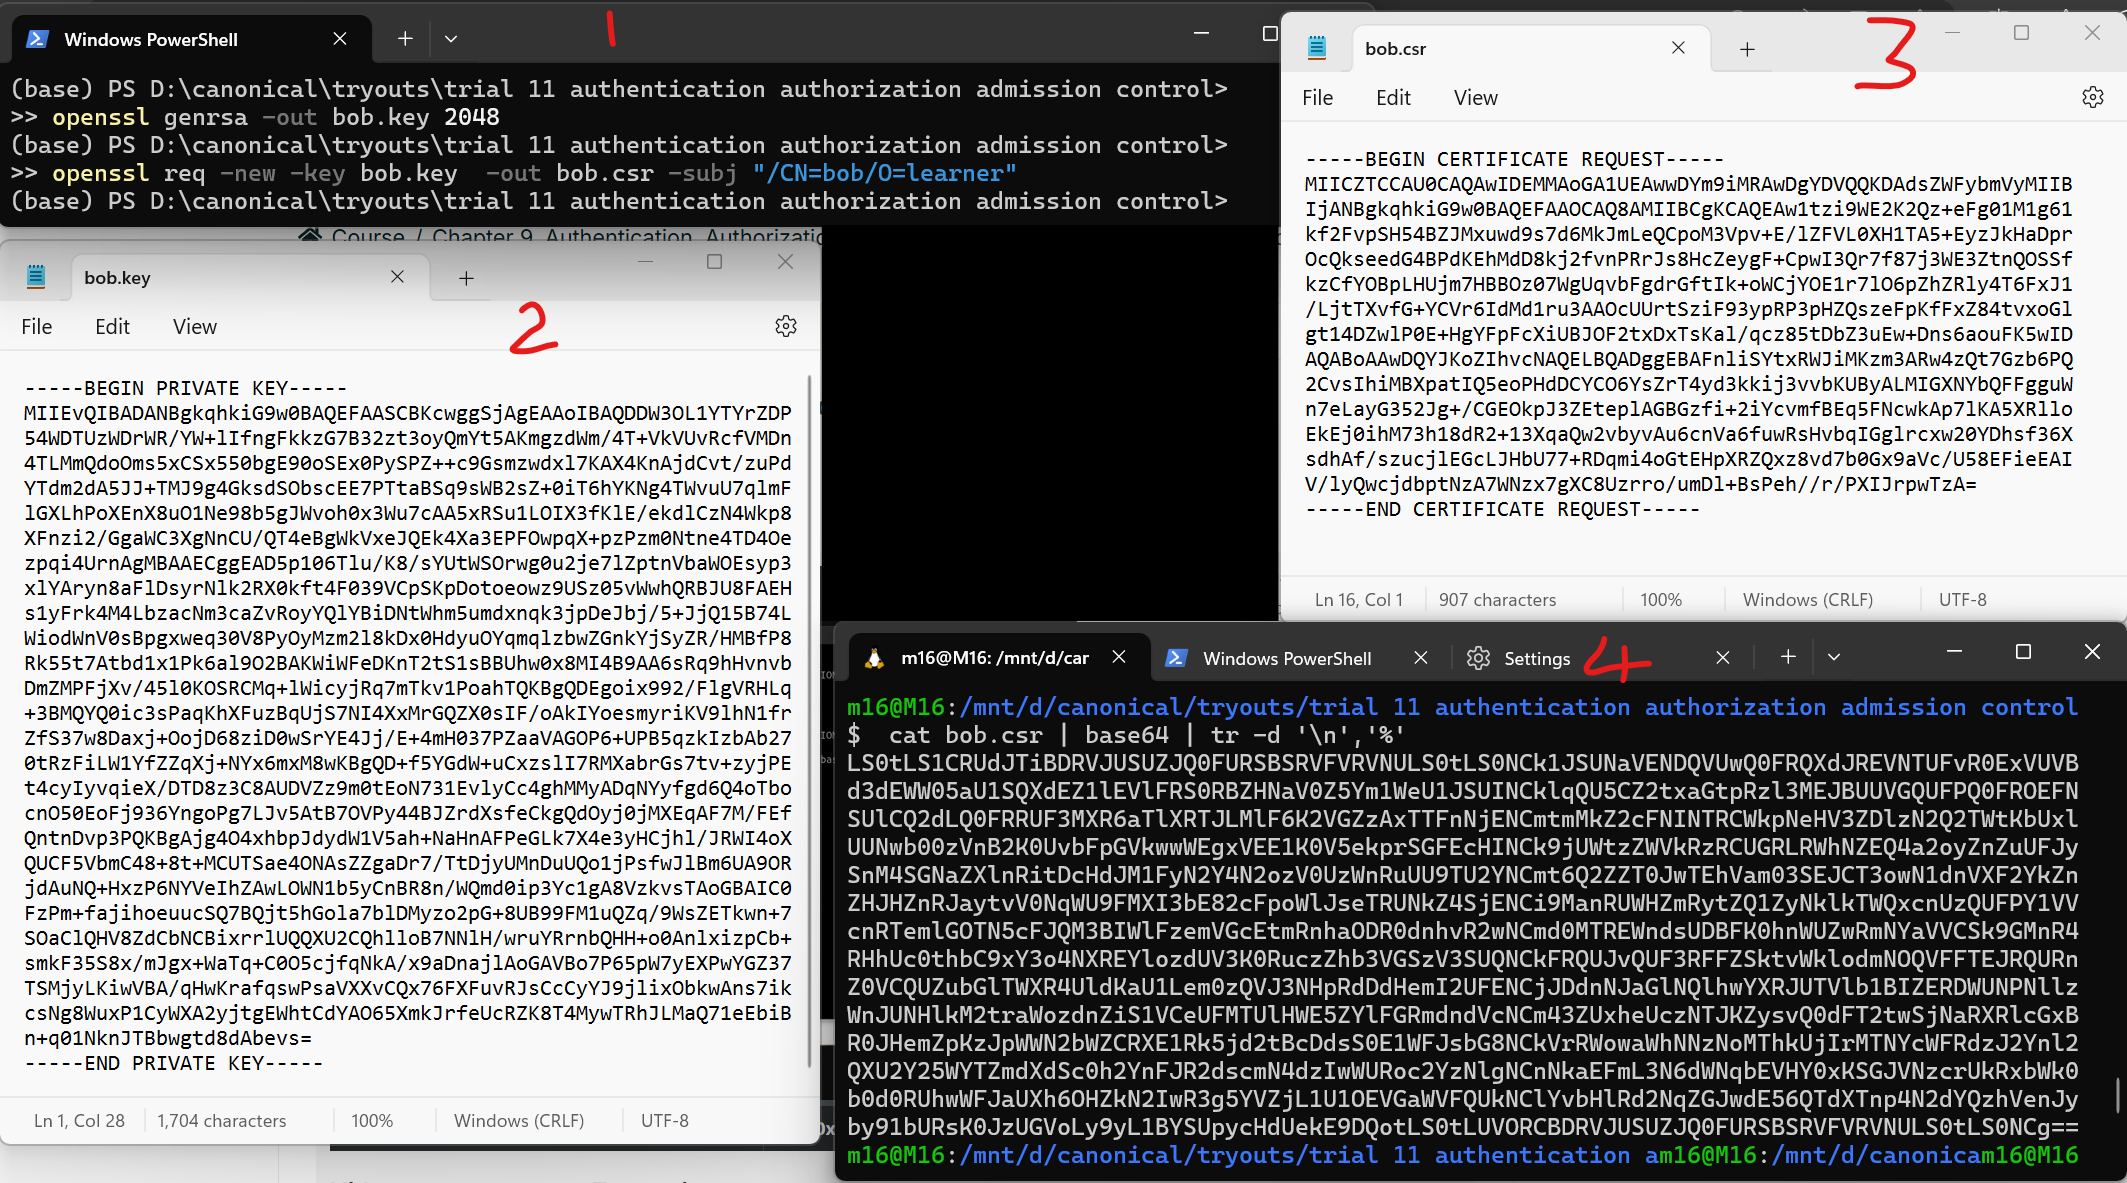 1
Windows PowerShell
(base) PS D:\canonical\tryouts\trial 11 authentication authorization admission control>
>> openssl genrsa -out bob.key 2048
(base) PS D:\canonical\tryouts\trial 11 authentication authorization admission control>
>> openssl req -new -key bob.key  -out bob.csr -subj "/CN=bob/O=learner"
(base) PS D:\canonical\tryouts\trial 11 authentication authorization admission control>
Course / Chapter 9. Authentication, Authorizatio
bob.key
File Edit View
2
-----BEGIN PRIVATE KEY-----
MIIEvQIBADANBgkqhkiG9w0BAQEFAASCBKcwggSjAgEAAoIBAQDDW3OL1YTYrZDP
54WDTUzWDrWR/YW+lIfngFkkzG7B32zt3oyQmYt5AKmgzdWm/4T+VkVUvRcfVMDn
4TLMmQdoOms5xCSx550bgE90oSEx0PySPZ++c9Gsmzwdxl7KAX4KnAjdCvt/zuPd
YTdm2dA5JJ+TMJ9g4GksdSObscEE7PTtaBSq9sWB2sZ+0iT6hYKNg4TWvuU7qlmF
lGXLhPoXEnX8uO1Ne98b5gJWvoh0x3Wu7cAA5xRSu1LOIX3fKlE/ekdlCzN4Wkp8
XFnzi2/GgaWC3XgNnCU/QT4eBgWkVxeJQEk4Xa3EPFOwpqX+pzPzm0Ntne4TD4Oe
zpqi4UrnAgMBAAECggEAD5p106Tlu/K8/sYUtWSOrwg0u2je7lZptnVbaWOEsyp3
xlYAryn8aFlDsyrNlk2RX0kft4F039VCpSKpDotoeowz9USz05vWwhQRBJU8FAEH
s1yFrk4M4LbzacNm3caZvRoyYQlYBiDNtWhm5umdxnqk3jpDeJbj/5+JjQ15B74L
WiodWnV0sBpgxweq30V8PyOyMzm2l8kDx0HdyuOYqmqlzbwZGnkYjSyZR/HMBfP8
Rk55t7Atbd1x1Pk6al9O2BAKWiWFeDKnT2tS1sBBUhw0x8MI4B9AA6sRq9hHvnvb
DmZMPFjXv/45l0KOSRCMq+lWicyjRq7mTkv1PoahTQKBgQDEgoix992/FlgVRHLq
+3BMQYQ0ic3sPaqKhXFuzBqUjS7NI4XxMrGQZX0sIF/oAkIYoesmyriKV9lhN1fr
ZfS37w8Daxj+OojD68ziD0wSrYE4Jj/E+4mH037PZaaVAGOP6+UPB5qzkIzbAb27
0tRzFiLW1YfZZqXj+NYx6mxM8wKBgQD+f5YGdW+uCxzslI7RMXabrGs7tv+zyjPE
t4cyIyvqieX/DTD8z3C8AUDVZz9m0tEoN731EvlyCc4ghMMyADqNYyfgd6Q4oTbo
cnO50EoFj936YngoPg7LJv5AtB7OVPy44BJZrdXsfeCkgQdOyj0jMXEqAF7M/FEf
QntnDvp3PQKBgAjg4O4xhbpJdydW1V5ah+NaHnAFPeGLk7X4e3yHCjhl/JRWI4oX
QUCF5VbmC48+8t+MCUTSae4ONAsZZgaDr7/TtDjyUMnDuUQo1jPsfwJlBm6UA9OR
jdAuNQ+HxzP6NYVeIhZAwLOWN1b5yCnBR8n/WQmd0ip3Yc1gA8VzkvsTAoGBAIC0
FzPm+fajihoeuucSQ7BQjt5hGola7blDMyzo2pG+8UB99FM1uQZq/9WsZETkwn+7
SOaClQHV8ZdCbNCBixrrlUQQXU2CQhlloB7NNlH/wruYRrnbQHH+o0AnlxizpCb+
smkF35S8x/mJgx+WaTq+C0O5cjfqNkA/x9aDnajlAoGAVBo7P65pW7yEXPwYGZ37
TSMjyLKiwVBA/qHwKrafqswPsaVXXvCQx76FXFuvRJsCcCyYJ9jlixObkwAns7ik
csNg8WuxP1CyWXA2yjtgEWhtCdYAO65XmkJrfeUcRZK8T4MywTRhJLMaQ71eEbiB
n+q01NknJTBbwgtd8dAbevs=
-----END PRIVATE KEY-----
Ln 1, Col 28 1,704 characters 100% Windows (CRLF) UTF-8
bob.csr
3
File Edit View
-----BEGIN CERTIFICATE REQUEST-----
MIICZTCCAU0CAQAwIDEMMAoGA1UEAwwDYm9iMRAwDgYDVQQKDAdsZWFybmVyMIIB
IjANBgkqhkiG9w0BAQEFAAOCAQ8AMIIBCgKCAQEAw1tzi9WE2K2Qz+eFg01M1g61
kf2FvpSH54BZJMxuwd9s7d6MkJmLeQCpoM3Vpv+E/lZFVL0XH1TA5+EyzJkHaDpr
OcQkseedG4BPdKEhMdD8kj2fvnPRrJs8HcZeygF+CpwI3Qr7f87j3WE3ZtnQOSSf
kzCfYOBpLHUjm7HBBOz07WgUqvbFgdrGftIk+oWCjYOE1r7lO6pZhZRly4T6FxJ1
/LjtTXvfG+YCVr6IdMd1ru3AAOcUUrtSziF93ypRP3pHZQszeFpKfFxZ84tvxoGl
gt14DZwlP0E+HgYFpFcXiUBJOF2txDxTsKal/qcz85tDbZ3uEw+Dns6aouFK5wID
AQABoAAwDQYJKoZIhvcNAQELBQADggEBAFnliSYtxRWJiMKzm3ARw4zQt7Gzb6PQ
2CvsIhiMBXpatIQ5eoPHdDCYCO6YsZrT4yd3kkij3vvbKUByALMIGXNYbQFFgguW
n7eLayG352Jg+/CGEOkpJ3ZEteplAGBGzfi+2iYcvmfBEq5FNcwkAp7lKA5XRllo
EkEj0ihM73h18dR2+13XqaQw2vbyvAu6cnVa6fuwRsHvbqIGglrcxw20YDhsf36X
sdhAf/szucjlEGcLJHbU77+RDqmi4oGtEHpXRZQxz8vd7b0Gx9aVc/U58EFieEAI
V/lyQwcjdbptNzA7WNzx7gXC8Uzrro/umDl+BsPeh//r/PXIJrpwTzA=
-----END CERTIFICATE REQUEST-----
Ln 16, Col 1 907 characters 100% Windows (CRLF) UTF-8
m16@M16: /mnt/d/car Windows PowerShell Settings
4
m16@M16:/mnt/d/canonical/tryouts/trial 11 authentication authorization admission control
$  cat bob.csr | base64 | tr -d '\n','%'
LS0tLS1CRUdJTiBDRVJUSUZJQ0FURSBSRVFVRVNULS0tLS0NCk1JSUNaVENDQVUwQ0FRQXdJREVNTUFvR0ExVUVB
d3dEWW05aU1SQXdEZ1lEVlFRS0RBZHNaV0Z5Ym1WeU1JSUINCklqQU5CZ2txaGtpRzl3MEJBUUVGQUFPQ0FROEFN
SUlCQ2dLQ0FRRUF3MXR6aTlXRTJLMlF6K2VGZzAxTTFnNjENCmtmMkZ2cFNINTRCWkpNeHV3ZDlzN2Q2TWtKbUxl
UUNwb00zVnB2K0UvbFpGVkwwWEgxVEE1K0V5ekprSGFEcHINCk9jUWtzZWVkRzRCUGRLRWhNZEQ4a2oyZnZuUFJy
SnM4SGNaZXlnRitDcHdJM1FyN2Y4N2ozV0UzWnRuUU9TU2YNCmt6Q2ZZT0JwTEhVam03SEJCT3owN1dnVXF2YkZn
ZHJHZnRJaytvV0NqWU9FMXI3bE82cFpoWlJseTRUNkZ4SjENCi9ManRUWHZmRytZQ1ZyNklkTWQxcnUzQUFPY1VV
cnRTemlGOTN5cFJQM3BIWlFzemVGcEtmRnhaODR0dnhvR2wNCmd0MTREWndsUDBFK0hnWUZwRmNYaVVCSk9GMnR4
RHhUc0thbC9xY3o4NXREYlozdUV3K0RuczZhb3VGSzV3SUQNCkFRQUJvQUF3RFFZSktvWklodmNOQVFFTEJRQURn
Z0VCQUZubGlTWXR4UldKaU1Lem0zQVJ3NHpRdDdHemI2UFENCjJDdnNJaGlNQlhwYXRJUTVlb1BIZERDWUNPNllz
WnJUNHlkM2traWozdnZiS1VCeUFMTUlHWE5ZYlFGRmdndVcNCm43ZUxheUczNTJKZysvQ0dFT2twSjNaRXRlcGxB
R0JHemZpKzJpWWN2bWZCRXE1Rk5jd2tBcDdsS0E1WFJsbG8NCkVrRWowaWhNNzNoMThkUjIrMTNYcWFRdzJ2Ynl2
QXU2Y25WYTZmdXdSc0h2YnFJR2dscmN4dzIwWURoc2YzNlgNCnNkaEFmL3N6dWNqbEVHY0xKSGJVNzcrUkRxbWk0
b0d0RUhwWFJaUXh6OHZkN2IwR3g5YVZjL1U1OEVGaWVFQUkNClYvbHlRd2NqZGJwdE56QTdXTnp4N2dYQzhVenJy
by91bURsK0JzUGVoLy9yL1BYSUpycHdUekE9DQotLS0tLUVORCBDRVJUSUZJQ0FURSBSRVFVRVNULS0tLS0NCg==
m16@M16:/mnt/d/canonical/tryouts/trial 11 authentication am16@M16:/mnt/d/canonicam16@M16